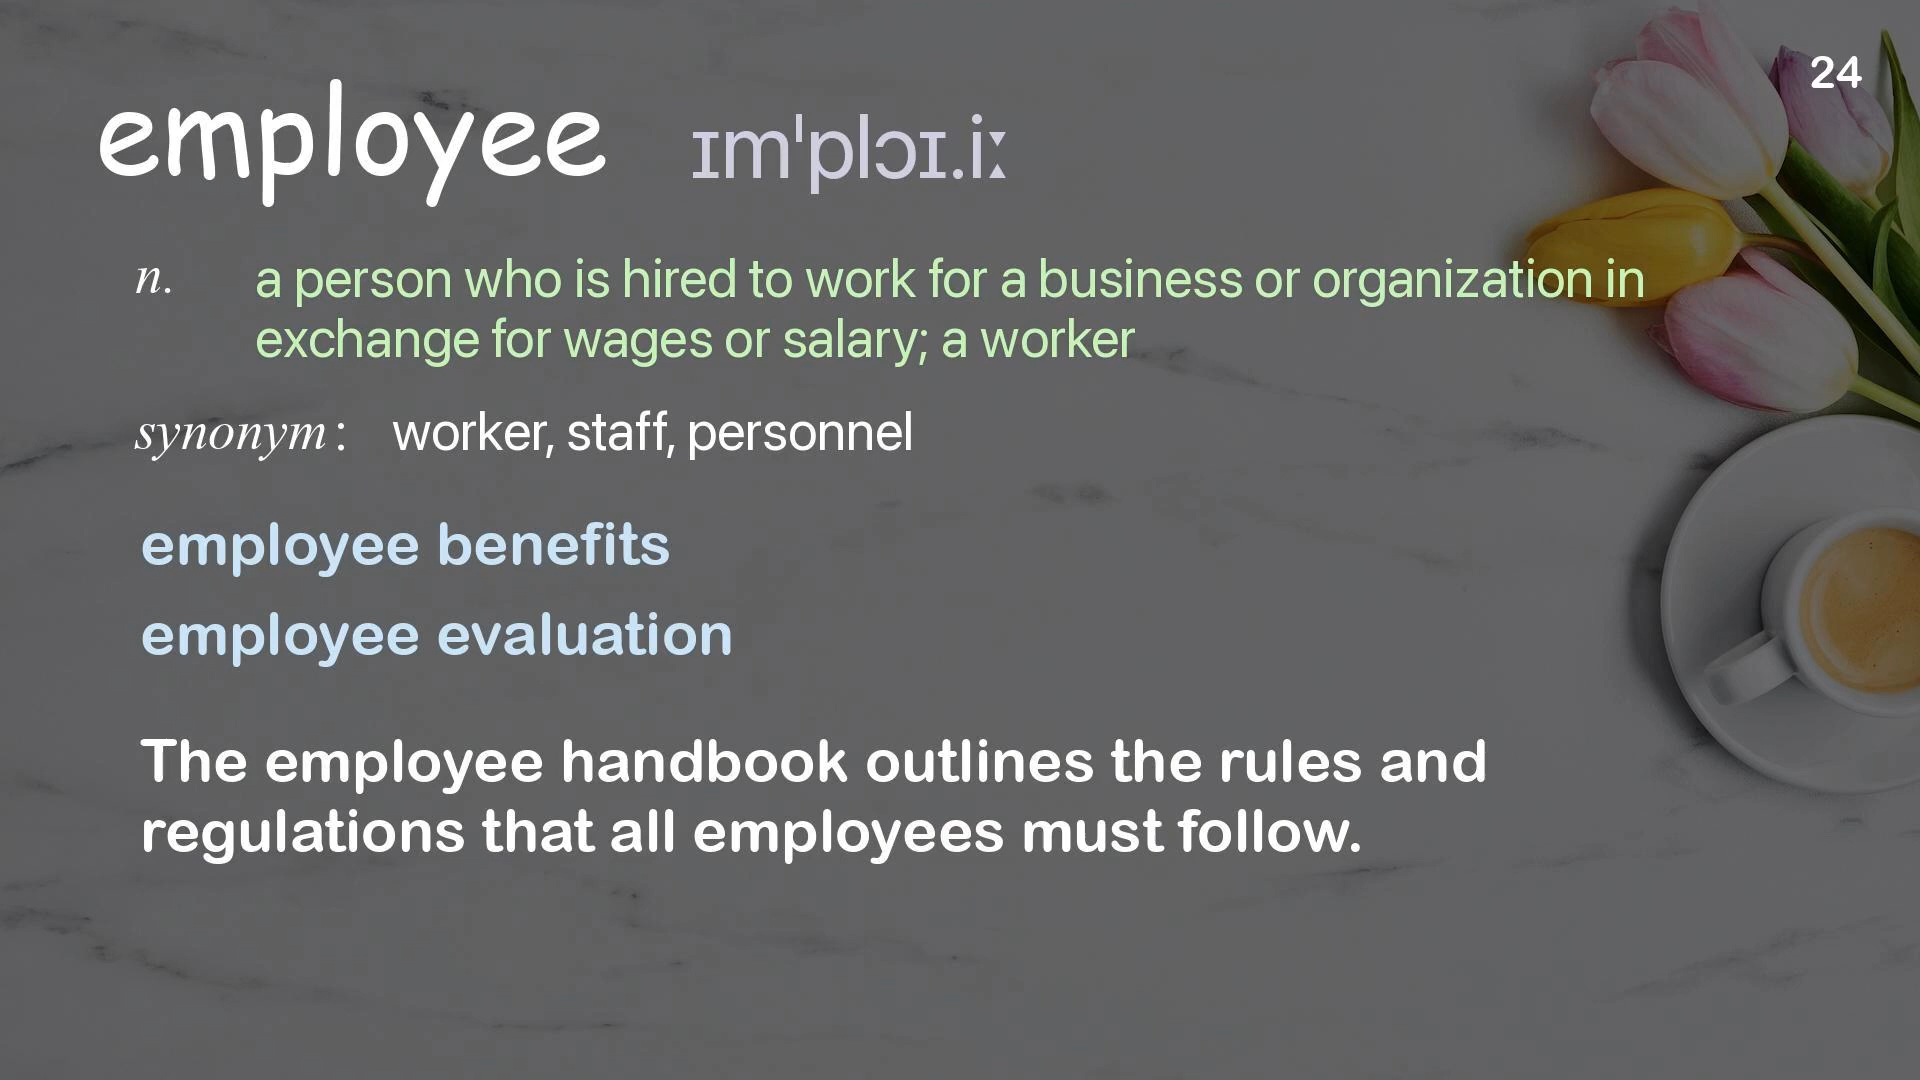 24
employee ɪmˈplɔɪ.iː
n. a person who is hired to work for a business or organization in
exchange for wages or salary; a worker
synonym: worker, staff, personnel
employee benefits
employee evaluation
The employee handbook outlines the rules and
regulations that all employees must follow.